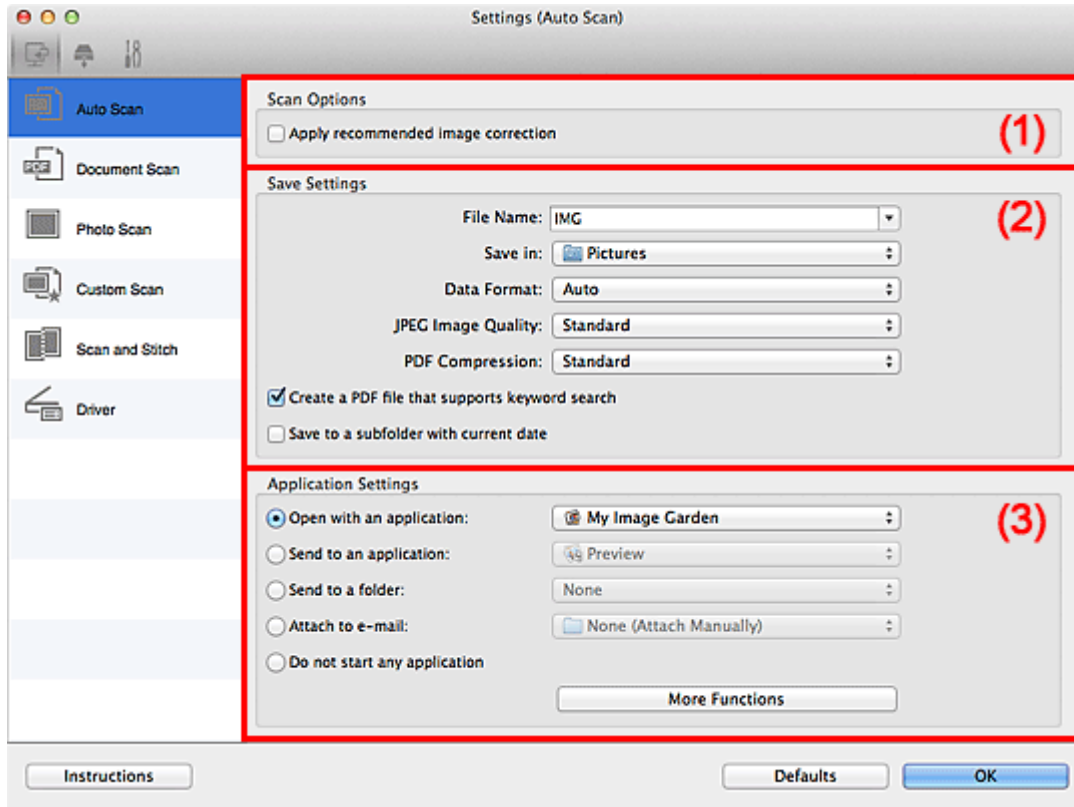 Settings (Auto Scan)
Auto Scan
Document Scan
Photo Scan
Custom Scan
Scan and Stitch
Driver
Scan Options
Apply recommended image correction
(1)
Save Settings
(2)
File Name: IMG
Save in: Pictures
Data Format: Auto
JPEG Image Quality: Standard
PDF Compression: Standard
Create a PDF file that supports keyword search
Save to a subfolder with current date
Application Settings
(3)
Open with an application: My Image Garden
Send to an application: Preview
Send to a folder: None
Attach to e-mail: None (Attach Manually)
Do not start any application
More Functions
Instructions Defaults OK